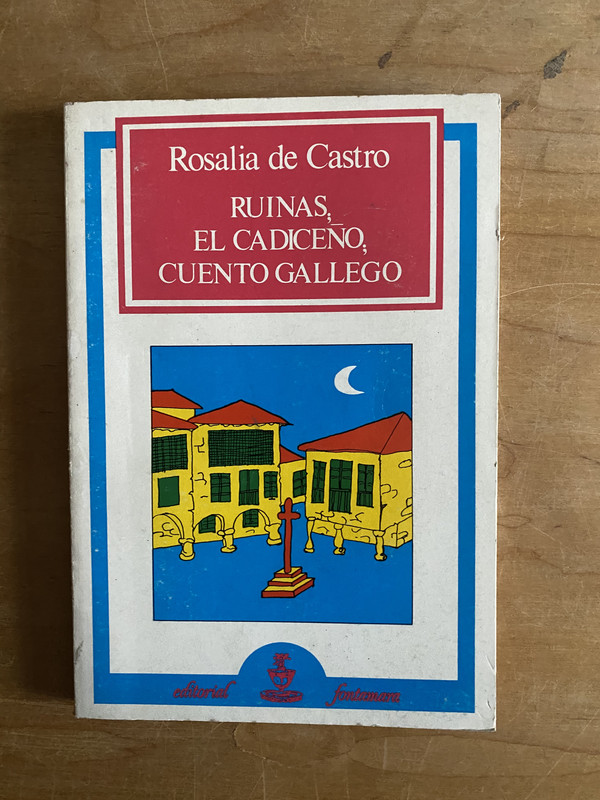 Rosalia de Castro
RUINAS;
EL CADICEÑO;
CUENTO GALLEGO
editorial fontamara